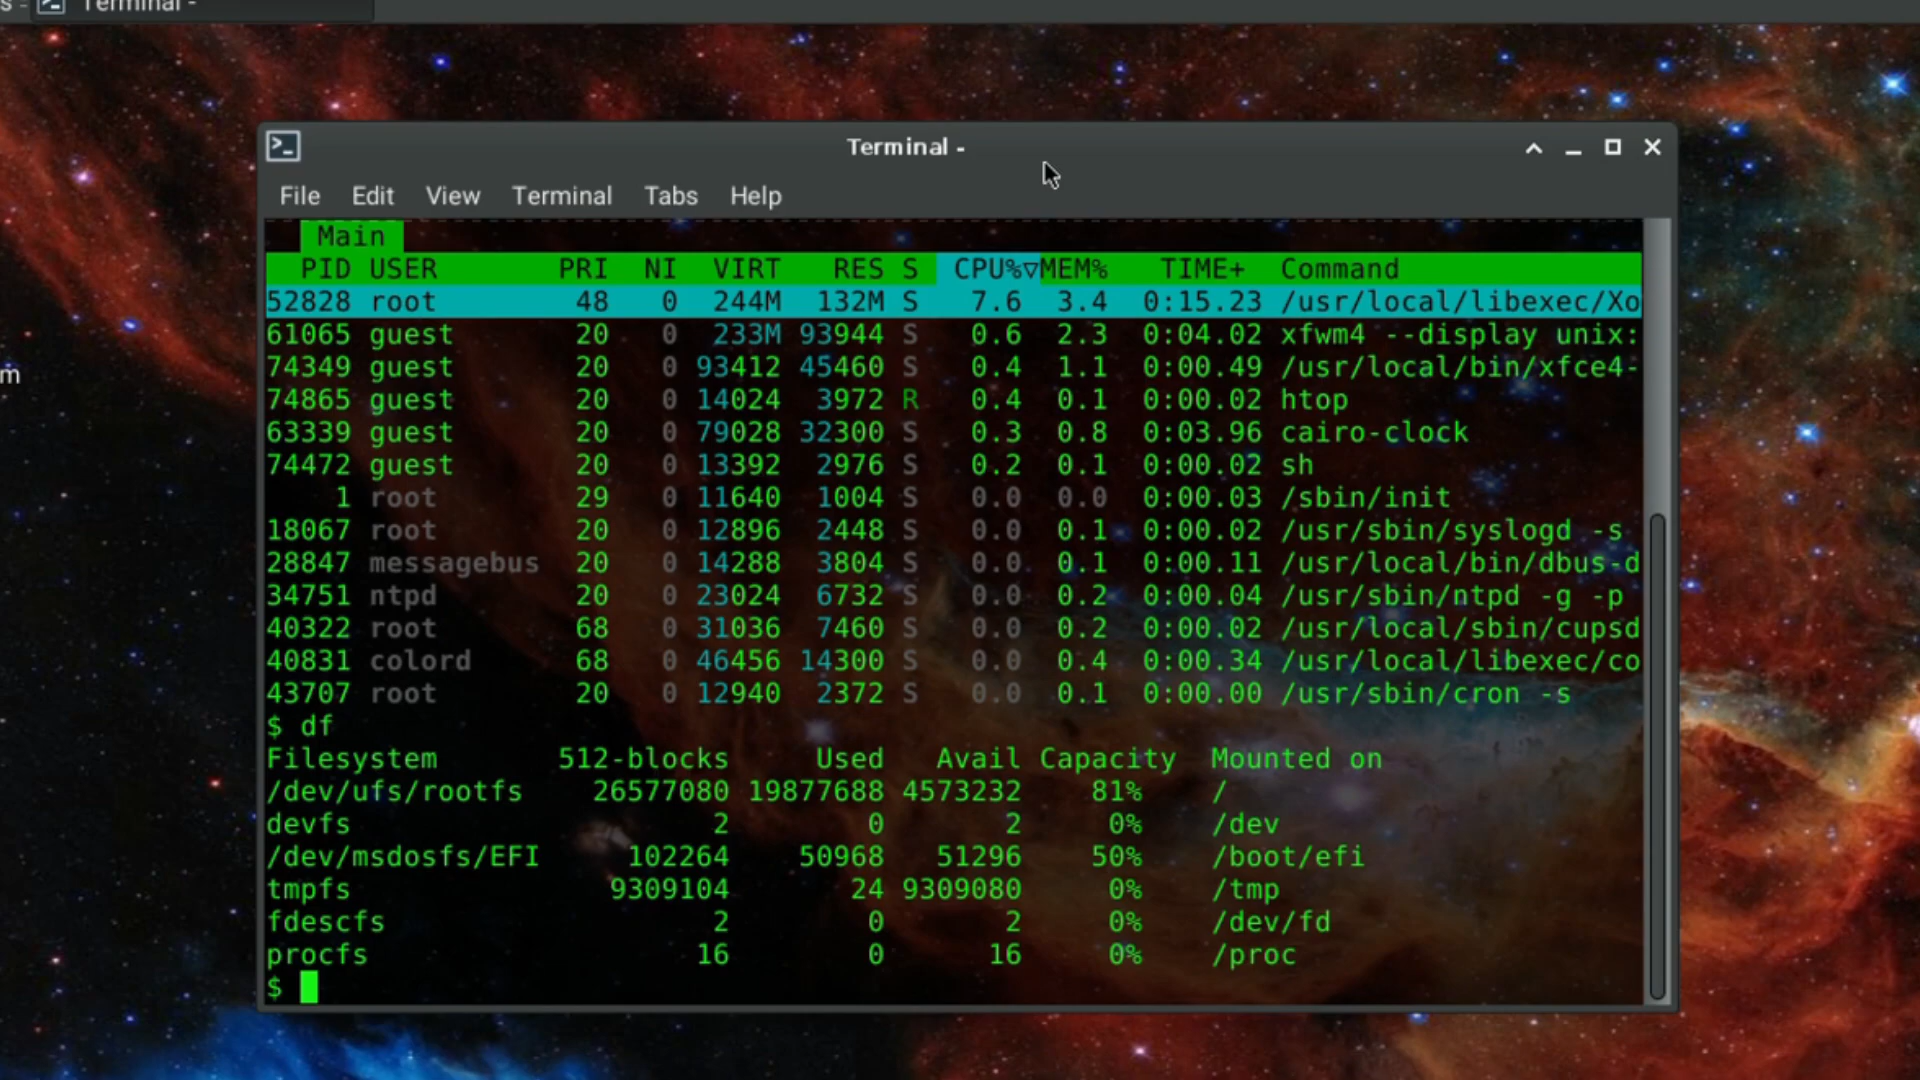 s - Terminal -
Terminal -
File Edit View Terminal Tabs Help
Main
PID USER PRI NI VIRT RES S CPU%▽MEM% TIME+ Command
52828 root 48 0 244M 132M S 7.6 3.4 0:15.23 /usr/local/libexec/Xo
61065 guest 20 0 233M 93944 S 0.6 2.3 0:04.02 xfwm4 --display unix:
74349 guest 20 0 93412 45460 S 0.4 1.1 0:00.49 /usr/local/bin/xfce4-
74865 guest 20 0 14024 3972 R 0.4 0.1 0:00.02 htop
63339 guest 20 0 79028 32300 S 0.3 0.8 0:03.96 cairo-clock
m
74472 guest 20 0 13392 2976 S 0.2 0.1 0:00.02 sh
1 root 29 0 11640 1004 S 0.0 0.0 0:00.03 /sbin/init
18067 root 20 0 12896 2448 S 0.0 0.1 0:00.02 /usr/sbin/syslogd -s
28847 messagebus 20 0 14288 3804 S 0.0 0.1 0:00.11 /usr/local/bin/dbus-d
34751 ntpd 20 0 23024 6732 S 0.0 0.2 0:00.04 /usr/sbin/ntpd -g -p
40322 root 68 0 31036 7460 S 0.0 0.2 0:00.02 /usr/local/sbin/cupsd
40831 colord 68 0 46456 14300 S 0.0 0.4 0:00.34 /usr/local/libexec/co
43707 root 20 0 12940 2372 S 0.0 0.1 0:00.00 /usr/sbin/cron -s
$ df
Filesystem 512-blocks Used Avail Capacity Mounted on
/dev/ufs/rootfs 26577080 19877688 4573232 81% /
devfs 2 0 2 0% /dev
/dev/msdosfs/EFI 102264 50968 51296 50% /boot/efi
tmpfs 9309104 24 9309080 0% /tmp
fdescfs 2 0 2 0% /dev/fd
procfs 16 0 16 0% /proc
$